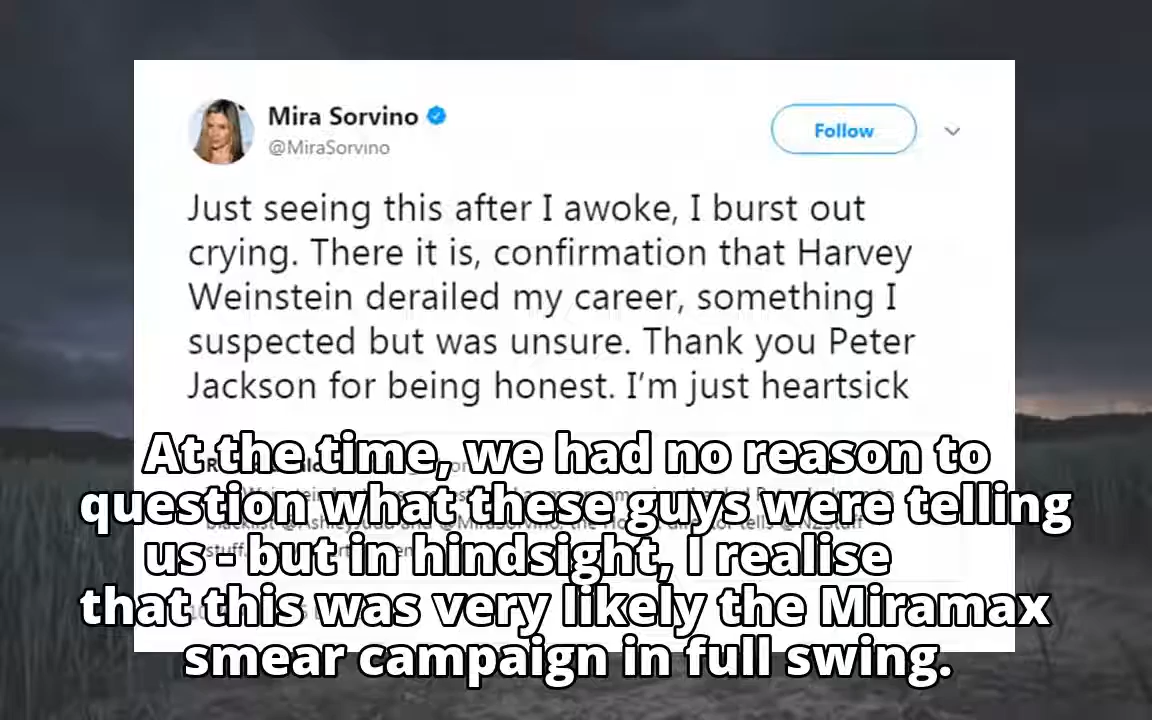 Mira Sorvino
@MiraSorvino
Follow
Just seeing this after I awoke, I burst out
crying. There it is, confirmation that Harvey
Weinstein derailed my career, something I
suspected but was unsure. Thank you Peter
Jackson for being honest. I'm just heartsick
At the time, we had no reason to
question what these guys were telling
us - but in hindsight, I realise
that this was very likely the Miramax
smear campaign in full swing.